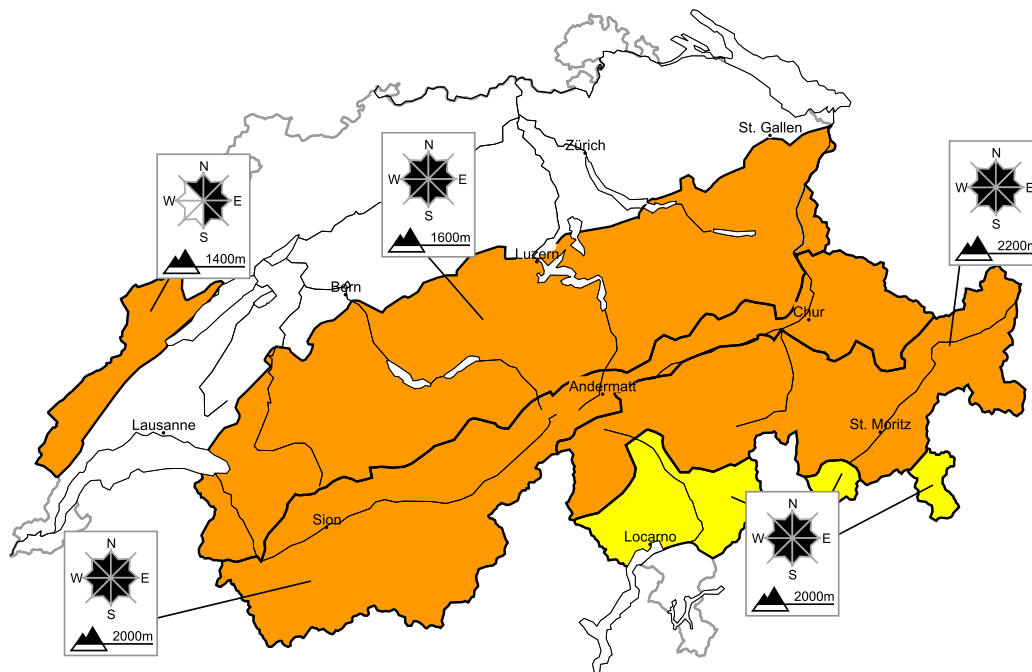 St. Gallen
Zürich
N
W E
S
1400m
N
W E
S
1600m
N
W E
S
2200m
Luzern
Bern
Chur
Andermatt
Lausanne
St. Moritz
Sion
Locarno
N
W E
S
2000m
N
W E
S
2000m